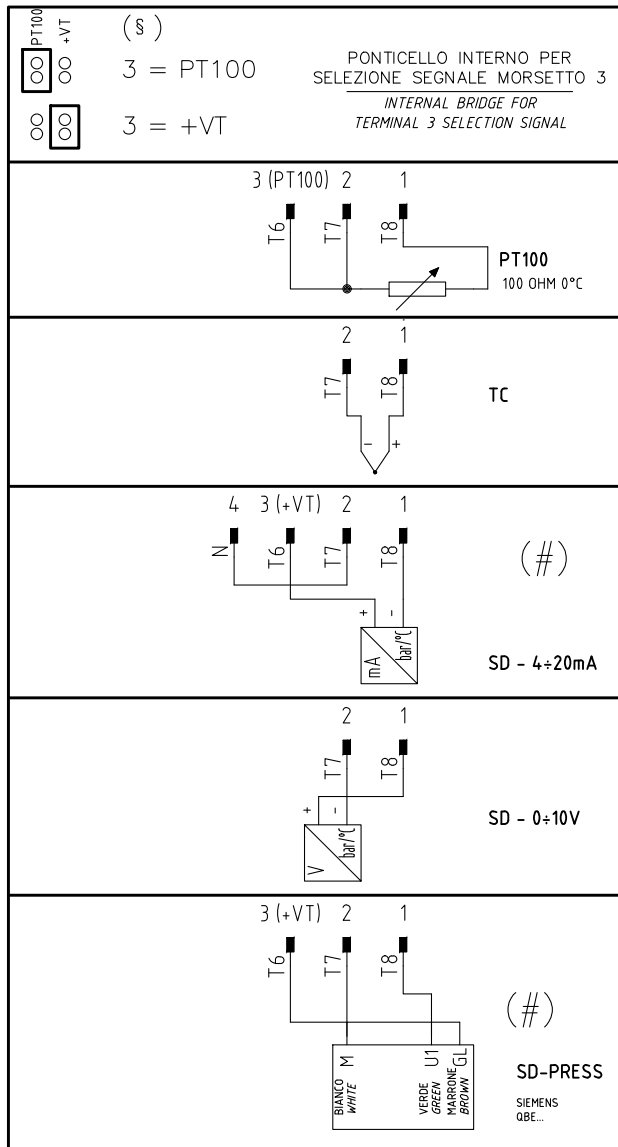 PT100
+VT
(§)
3 = PT100
3 = +VT
PONTICELLO INTERNO PER
SELEZIONE SEGNALE MORSETTO 3
INTERNAL BRIDGE FOR
TERMINAL 3 SELECTION SIGNAL
3 (PT100) 2 1
T6 T7 T8
PT100
100 OHM 0°C
2 1
T7 T8
TC
- +
4 3 (+VT) 2 1
N T6 T7 T8
(#)
+ -
mA bar/°C
SD - 4÷20mA
2 1
T7 T8
+ -
V bar/°C
SD - 0÷10V
3 (+VT) 2 1
T6 T7 T8
(#)
M U1 GL
BIANCO
WHITE
VERDE
GREEN
MARRONE
BROWN
SD-PRESS
SIEMENS
QBE...